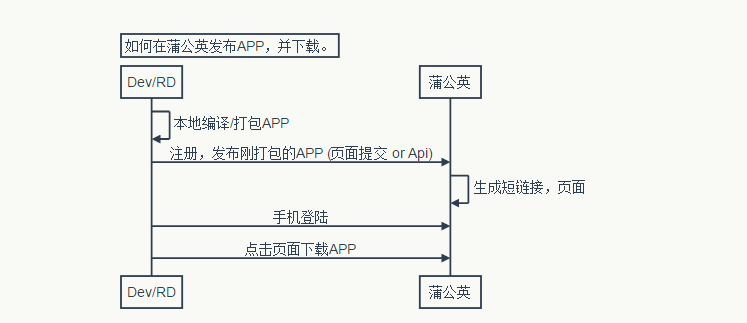 如何在蒲公英发布APP，并下载。
Dev/RD
蒲公英
本地编译/打包APP
注册，发布刚打包的APP (页面提交 or Api)
生成短链接，页面
手机登陆
点击页面下载APP
Dev/RD
蒲公英